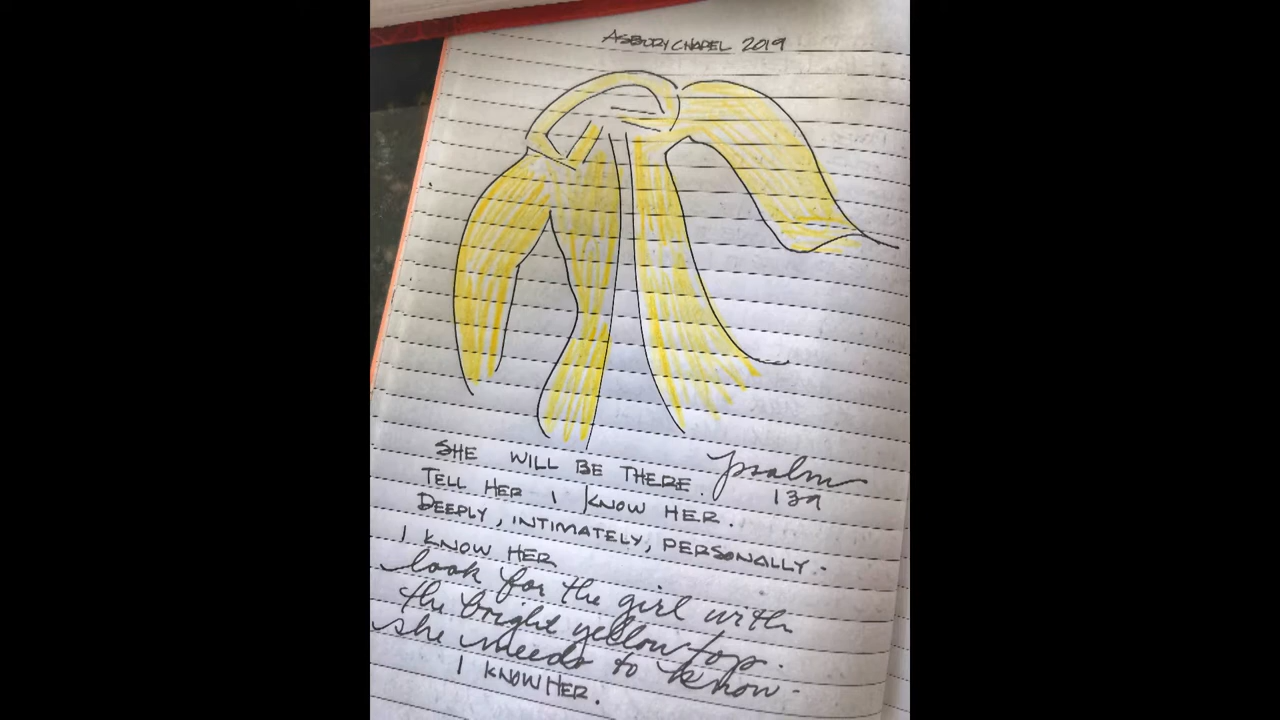 ASBURY CHAPEL 2019
SHE WILL BE THERE. psalm
TELL HER I KNOW HER. 139
DEEPLY, INTIMATELY, PERSONALLY.
I KNOW HER
look for the girl with
the bright yellow top.
she needs to know.
I KNOW HER.